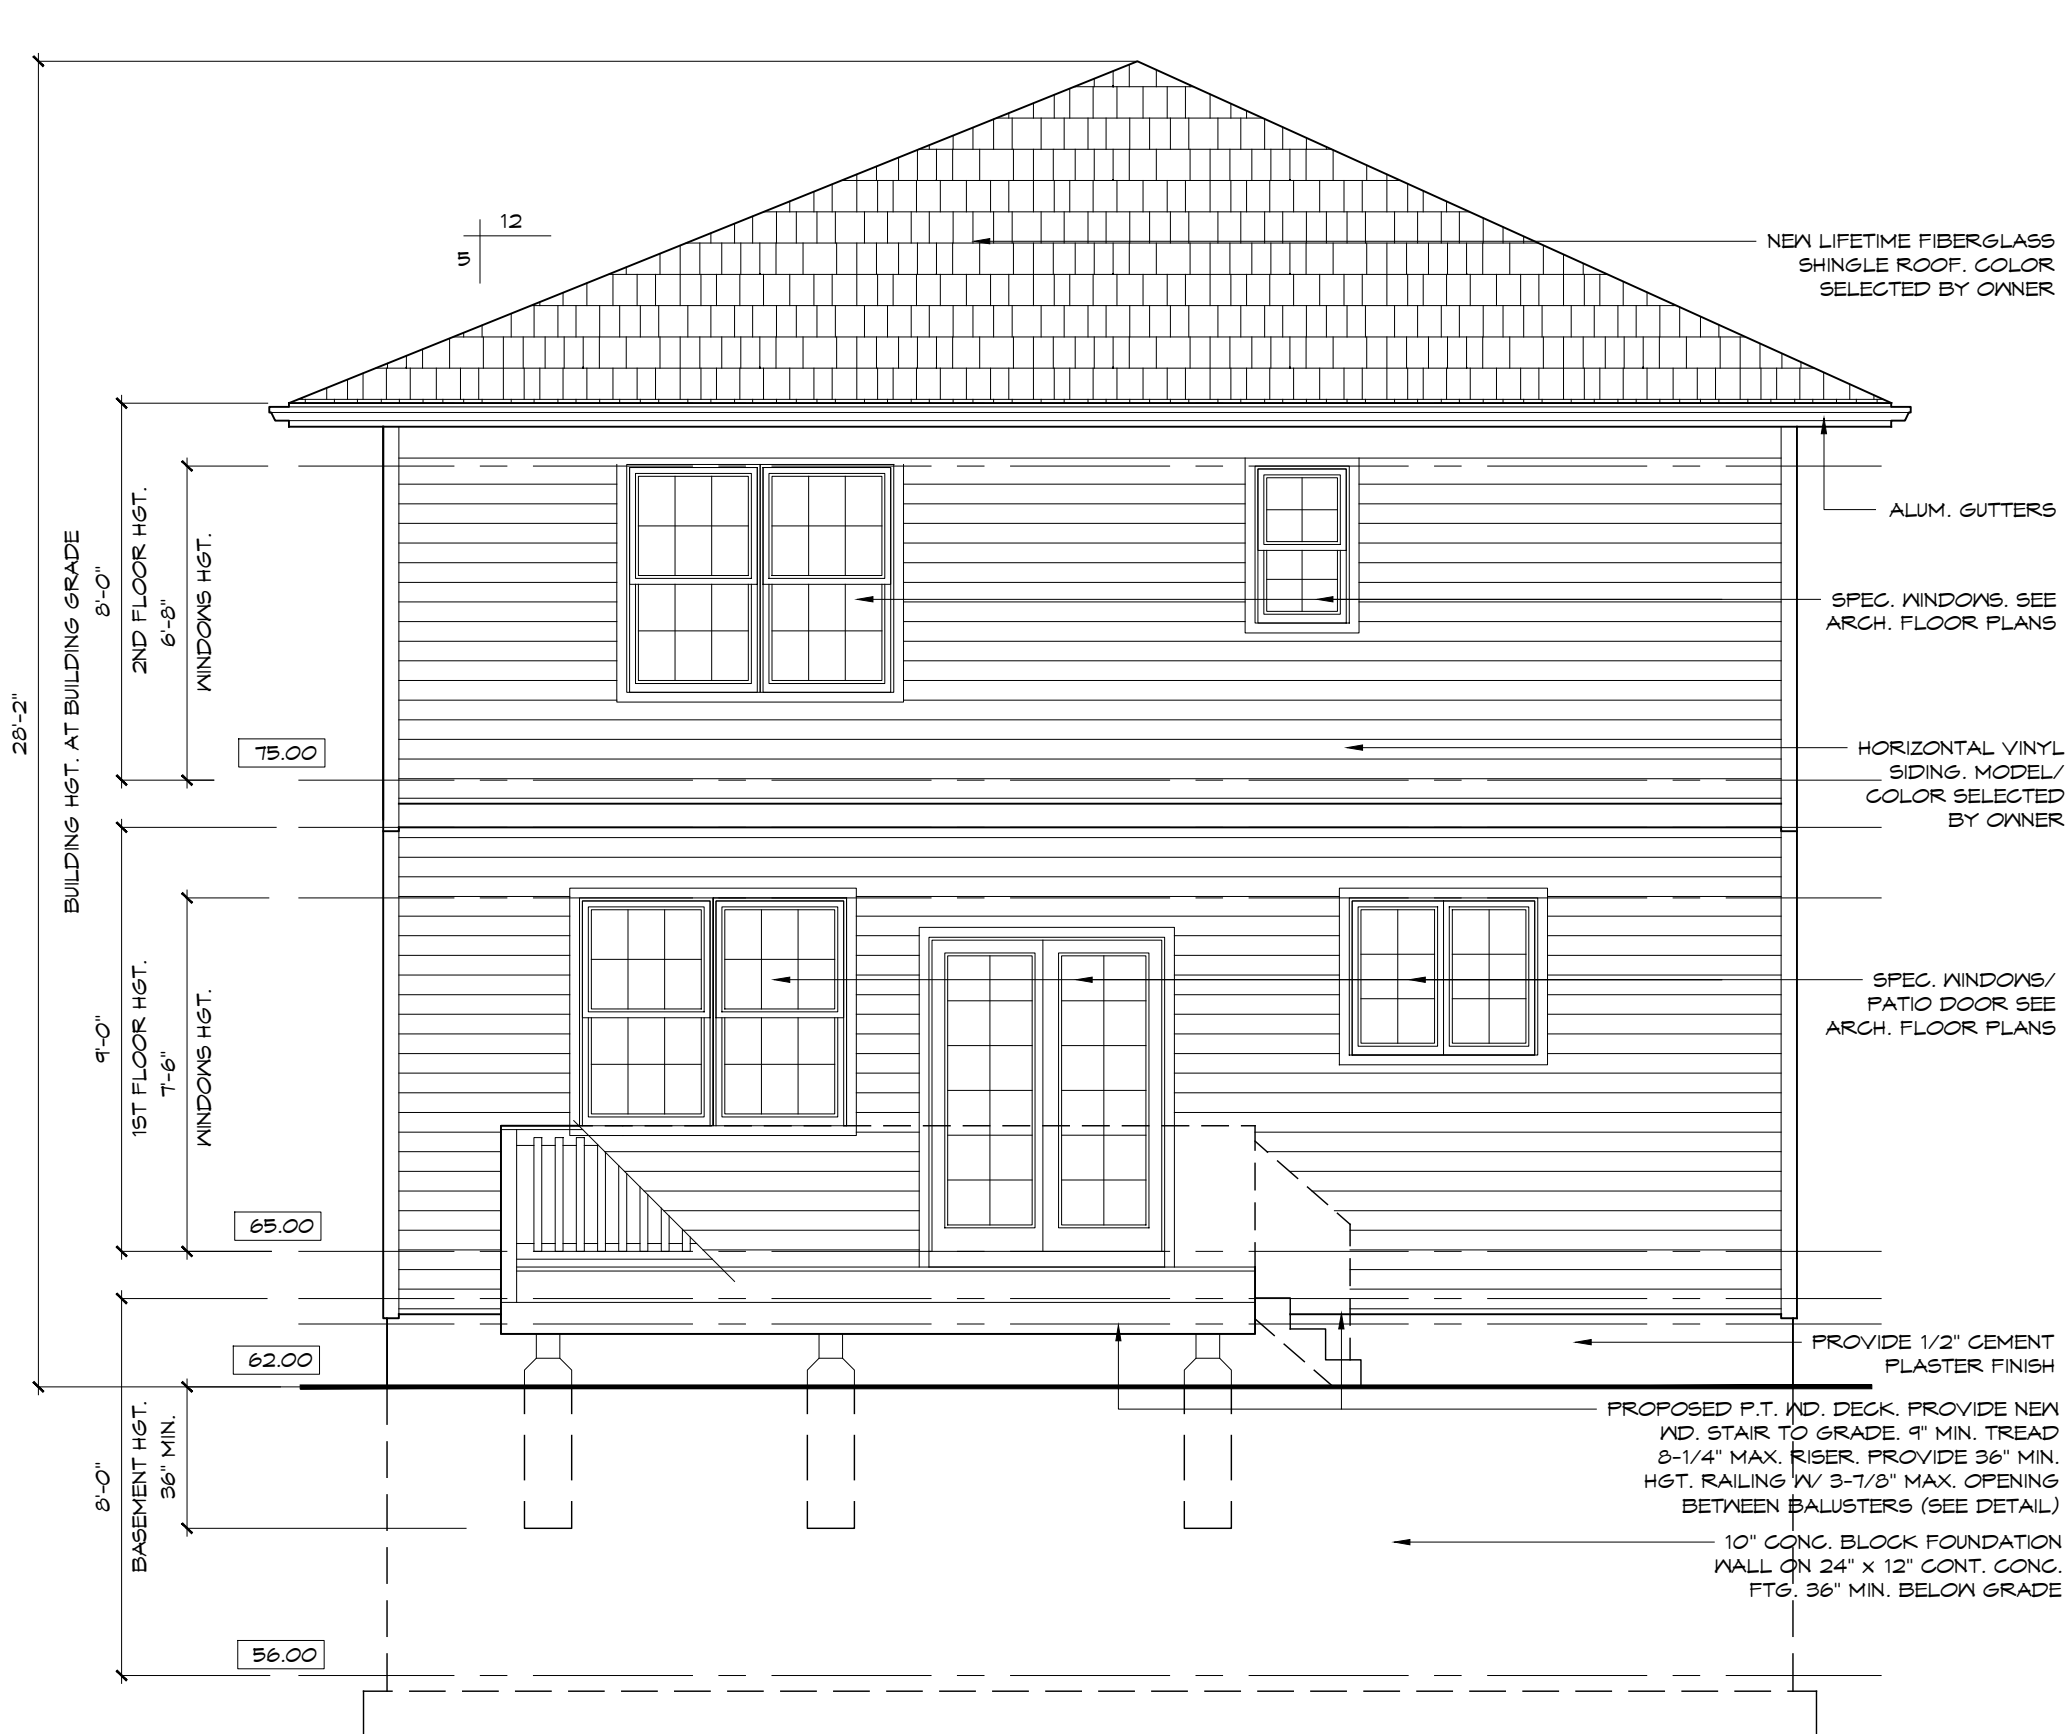 12
5
NEW LIFETIME FIBERGLASS
SHINGLE ROOF. COLOR
SELECTED BY OWNER
ALUM. GUTTERS
SPEC. WINDOWS. SEE
ARCH. FLOOR PLANS
HORIZONTAL VINYL
SIDING. MODEL/
COLOR SELECTED
BY OWNER
SPEC. WINDOWS/
PATIO DOOR SEE
ARCH. FLOOR PLANS
PROVIDE 1/2" CEMENT
PLASTER FINISH
PROPOSED P.T. WD. DECK. PROVIDE NEW
WD. STAIR TO GRADE. 9" MIN. TREAD
8-1/4" MAX. RISER. PROVIDE 36" MIN.
HGT. RAILING W/ 3-7/8" MAX. OPENING
BETWEEN BALUSTERS (SEE DETAIL)
10" CONC. BLOCK FOUNDATION
WALL ON 24" x 12" CONT. CONC.
FTG. 36" MIN. BELOW GRADE
28'-2"
BUILDING HGT. AT BUILDING GRADE
8'-0"
2ND FLOOR HGT.
6'-8"
WINDOWS HGT.
75.00
9'-0"
1ST FLOOR HGT.
7'-6"
WINDOWS HGT.
65.00
62.00
8'-0"
BASEMENT HGT.
36" MIN.
56.00